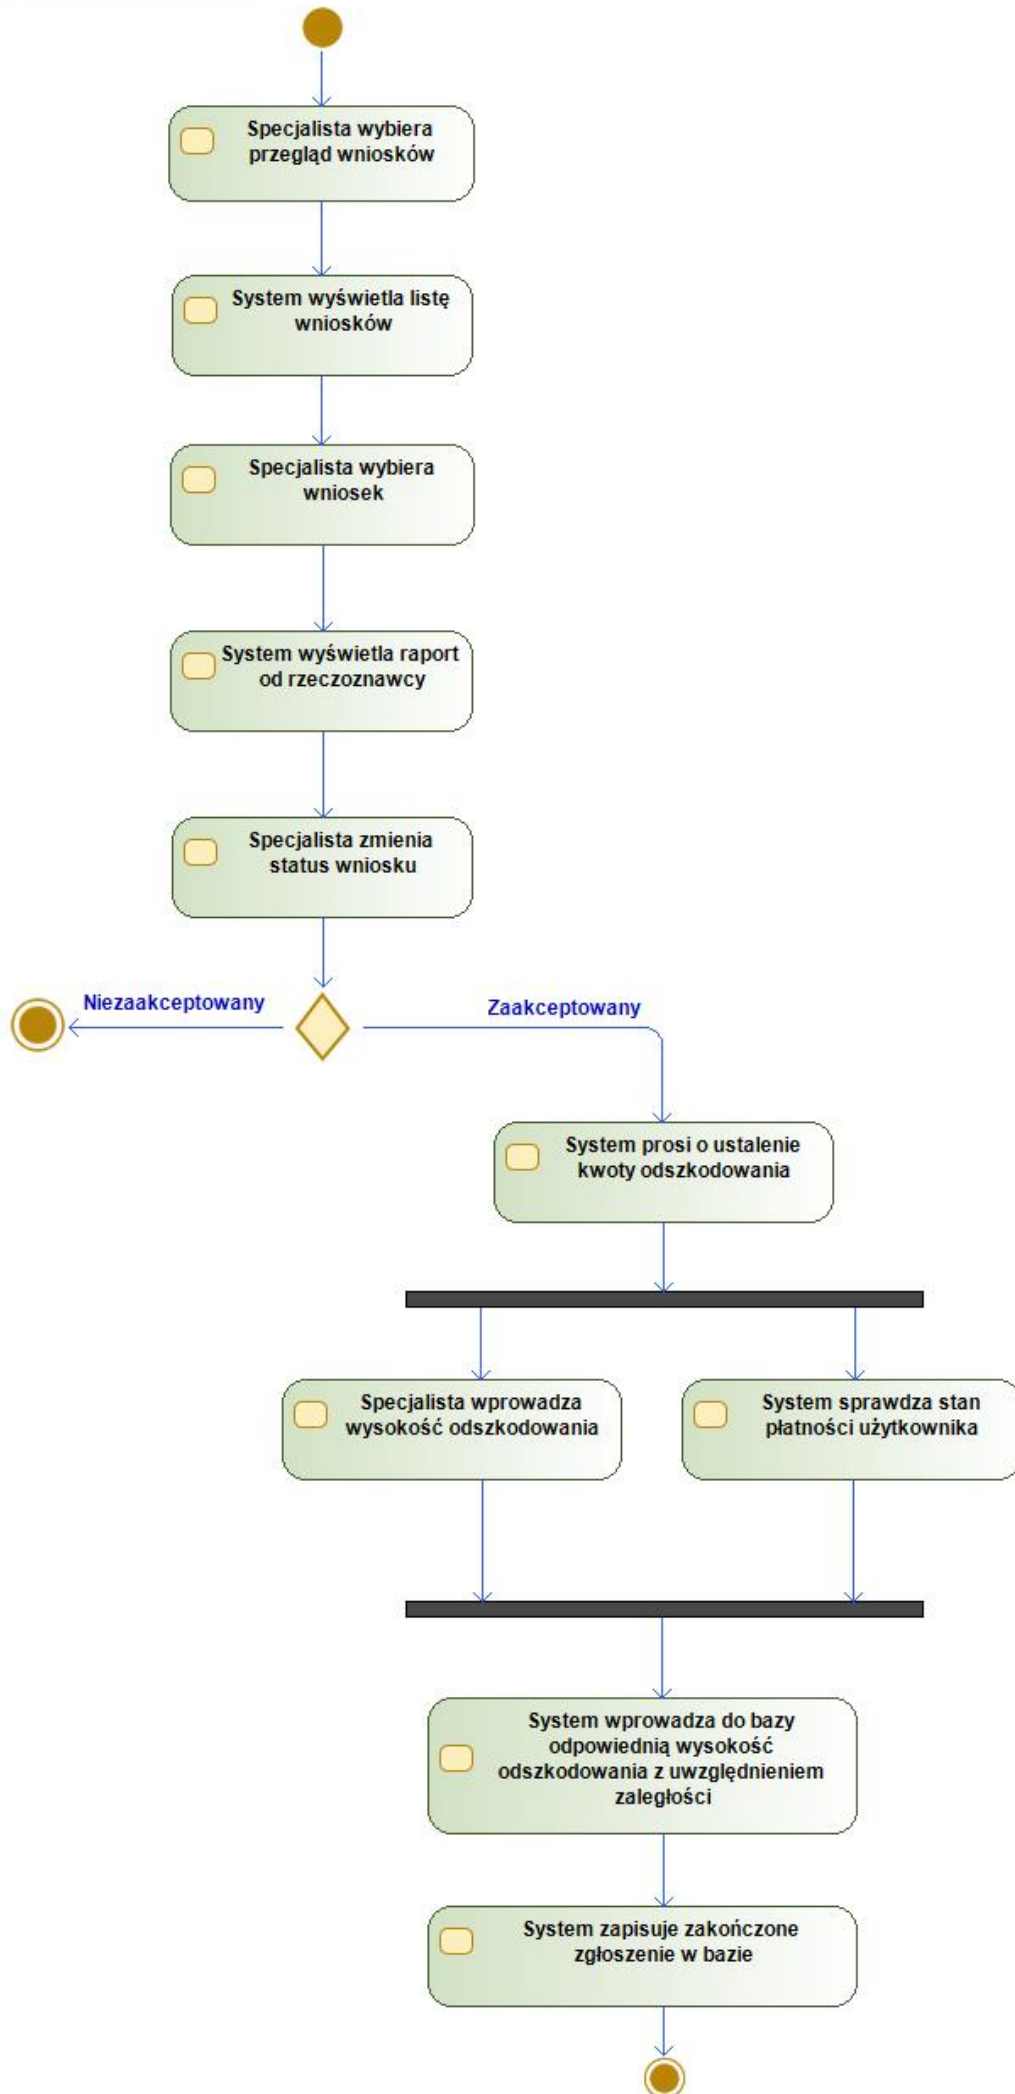 Specjalista wybiera
przegląd wniosków
System wyświetla listę
wniosków
Specjalista wybiera
wniosek
System wyświetla raport
od rzeczoznawcy
Specjalista zmienia
status wniosku
Niezaakceptowany
Zaakceptowany
System prosi o ustalenie
kwoty odszkodowania
Specjalista wprowadza
wysokość odszkodowania
System sprawdza stan
płatności użytkownika
System wprowadza do bazy
odpowiednią wysokość
odszkodowania z uwzględnieniem
zaległości
System zapisuje zakończone
zgłoszenie w bazie